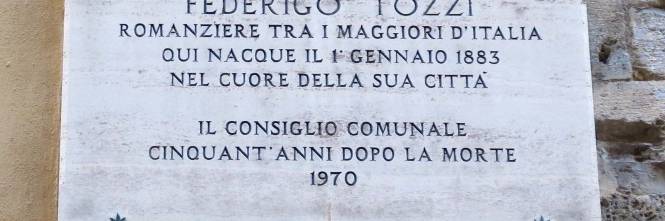 FEDERIGO TOZZI
ROMANZIERE TRA I MAGGIORI D'ITALIA
QUI NACQUE IL 1° GENNAIO 1883
NEL CUORE DELLA SUA CITTÀ
IL CONSIGLIO COMUNALE
CINQUANT'ANNI DOPO LA MORTE
1970